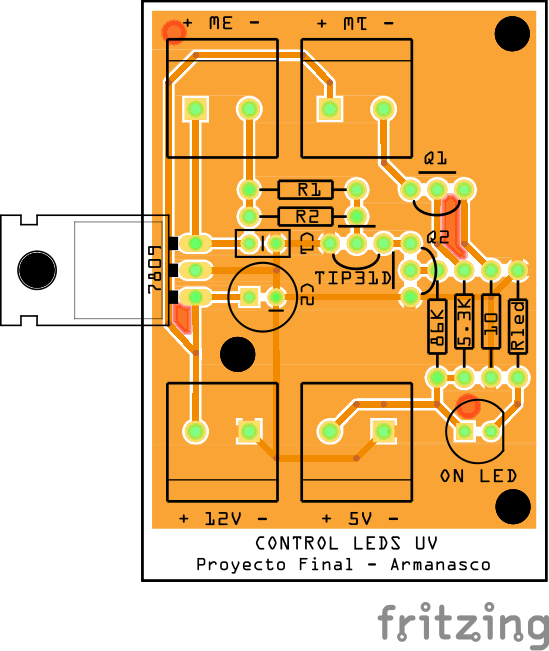 + ME -
+ MT -
Q1
R1
R2
Q2
C1
7809
TIP31D
C2
86K
5.3K
10
R1ed
ON LED
+ 12V -
+ 5V -
CONTROL LEDS UV
Proyecto Final - Armanasco
fritzing